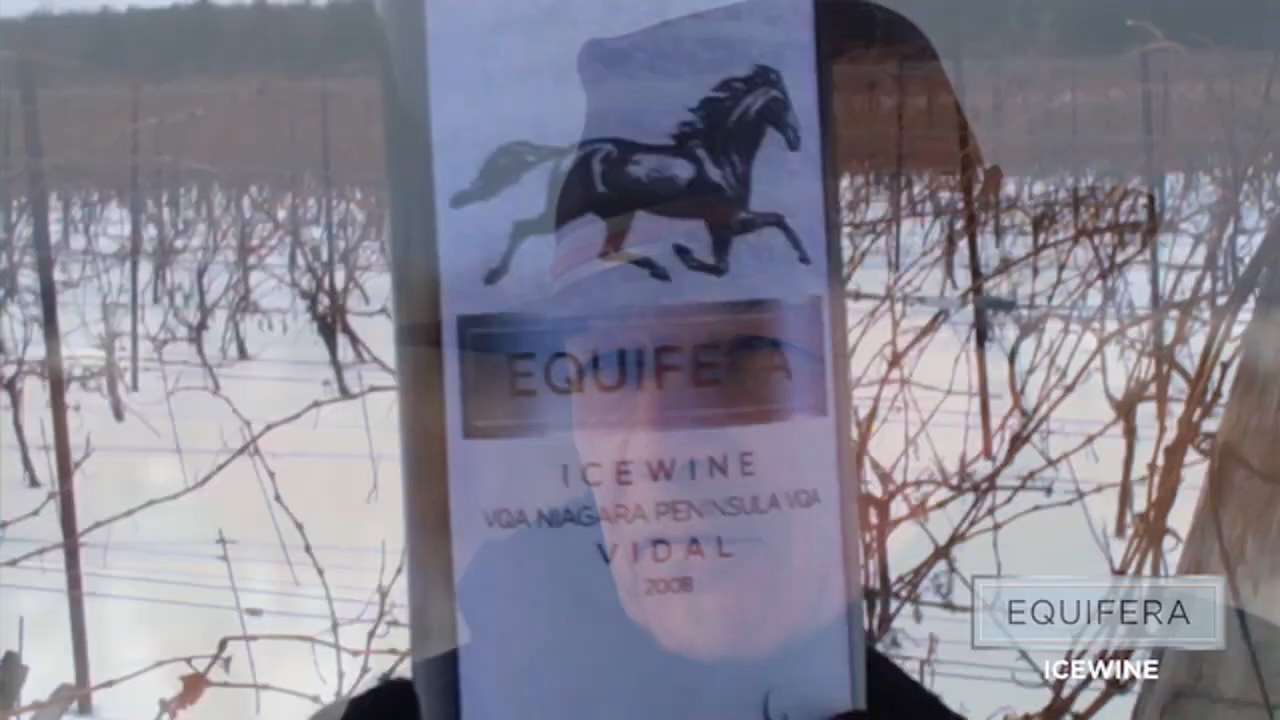 EQUIFERA
ICEWINE
VQA NIAGARA PENINSULA VQA
VIDAL
2008
EQUIFERA
ICEWINE